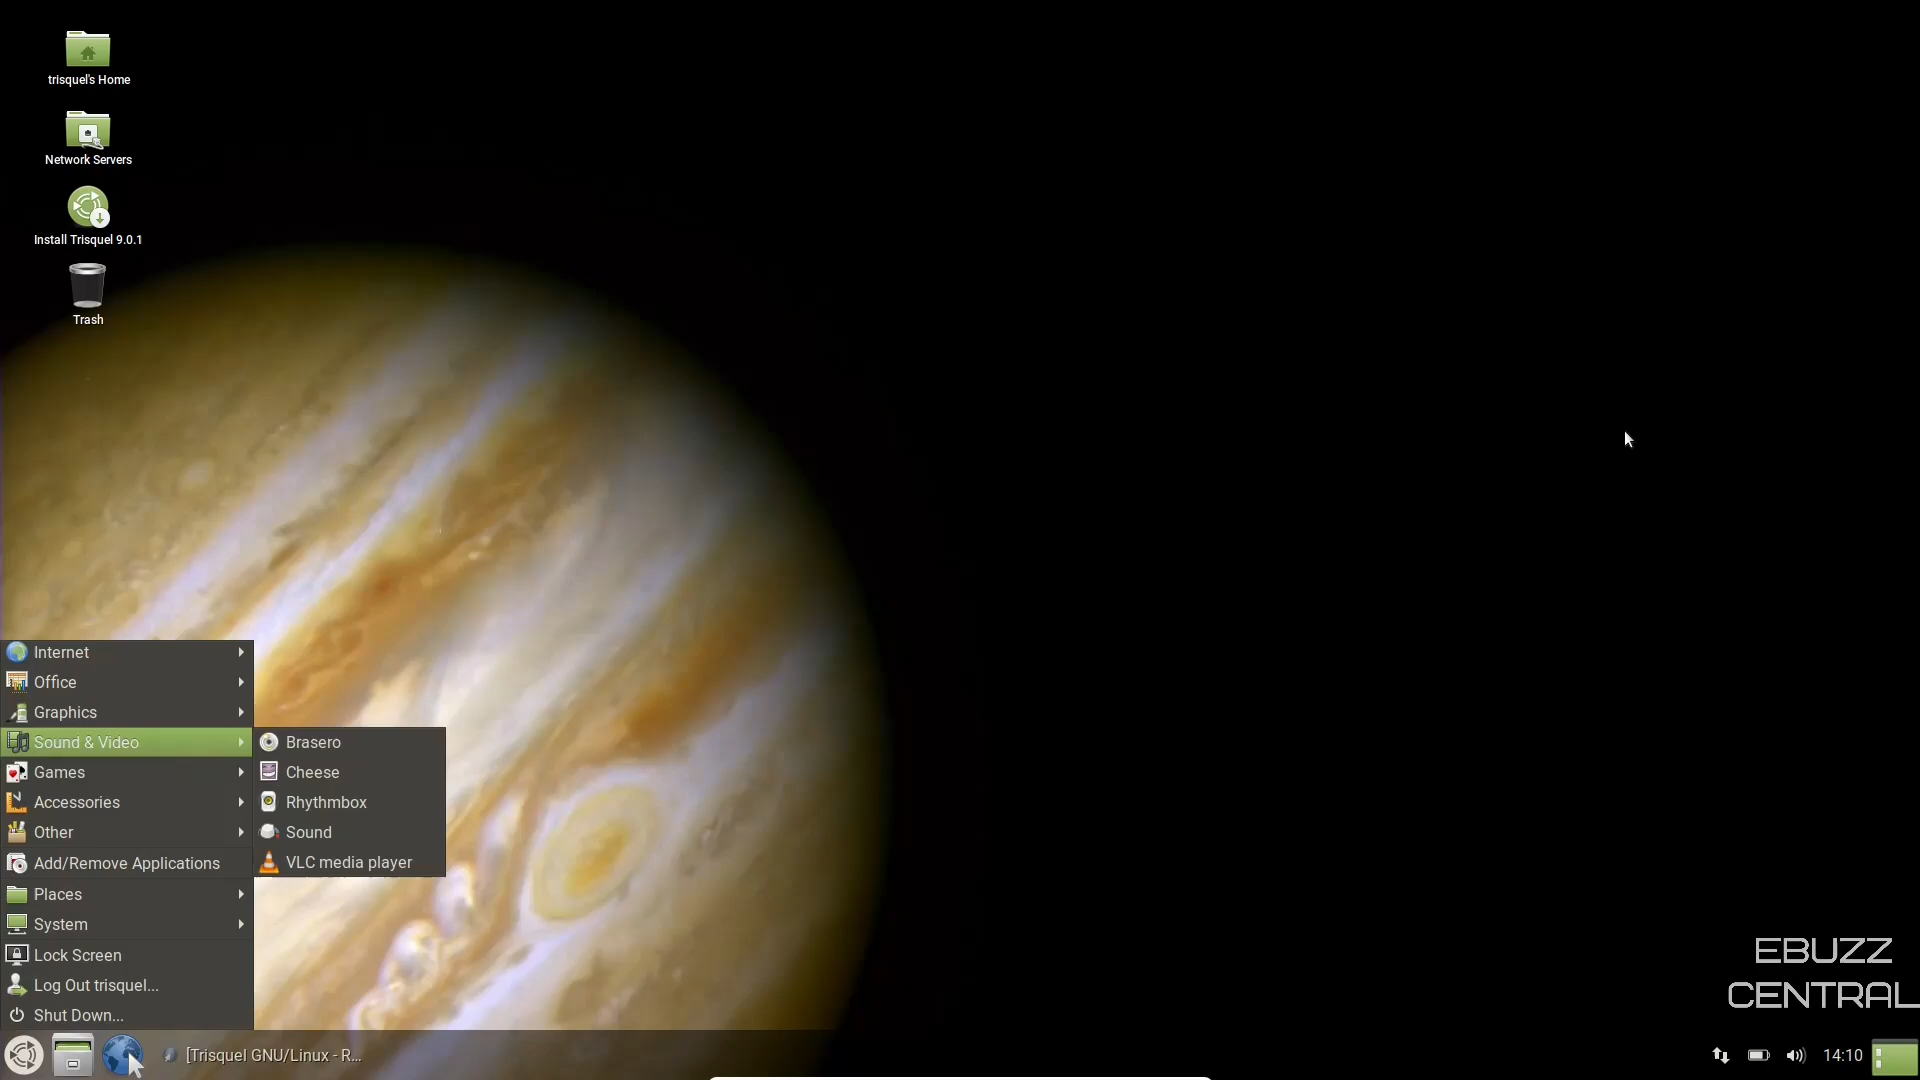 trisquel's Home
Network Servers
Install Trisquel 9.0.1
Trash
Internet
Office
Graphics
Sound & Video
Games
Accessories
Other
Add/Remove Applications
Places
System
Lock Screen
Log Out trisquel...
Shut Down...
Brasero
Cheese
Rhythmbox
Sound
VLC media player
EBUZZ
CENTRAL
[Trisquel GNU/Linux - R...
14:10